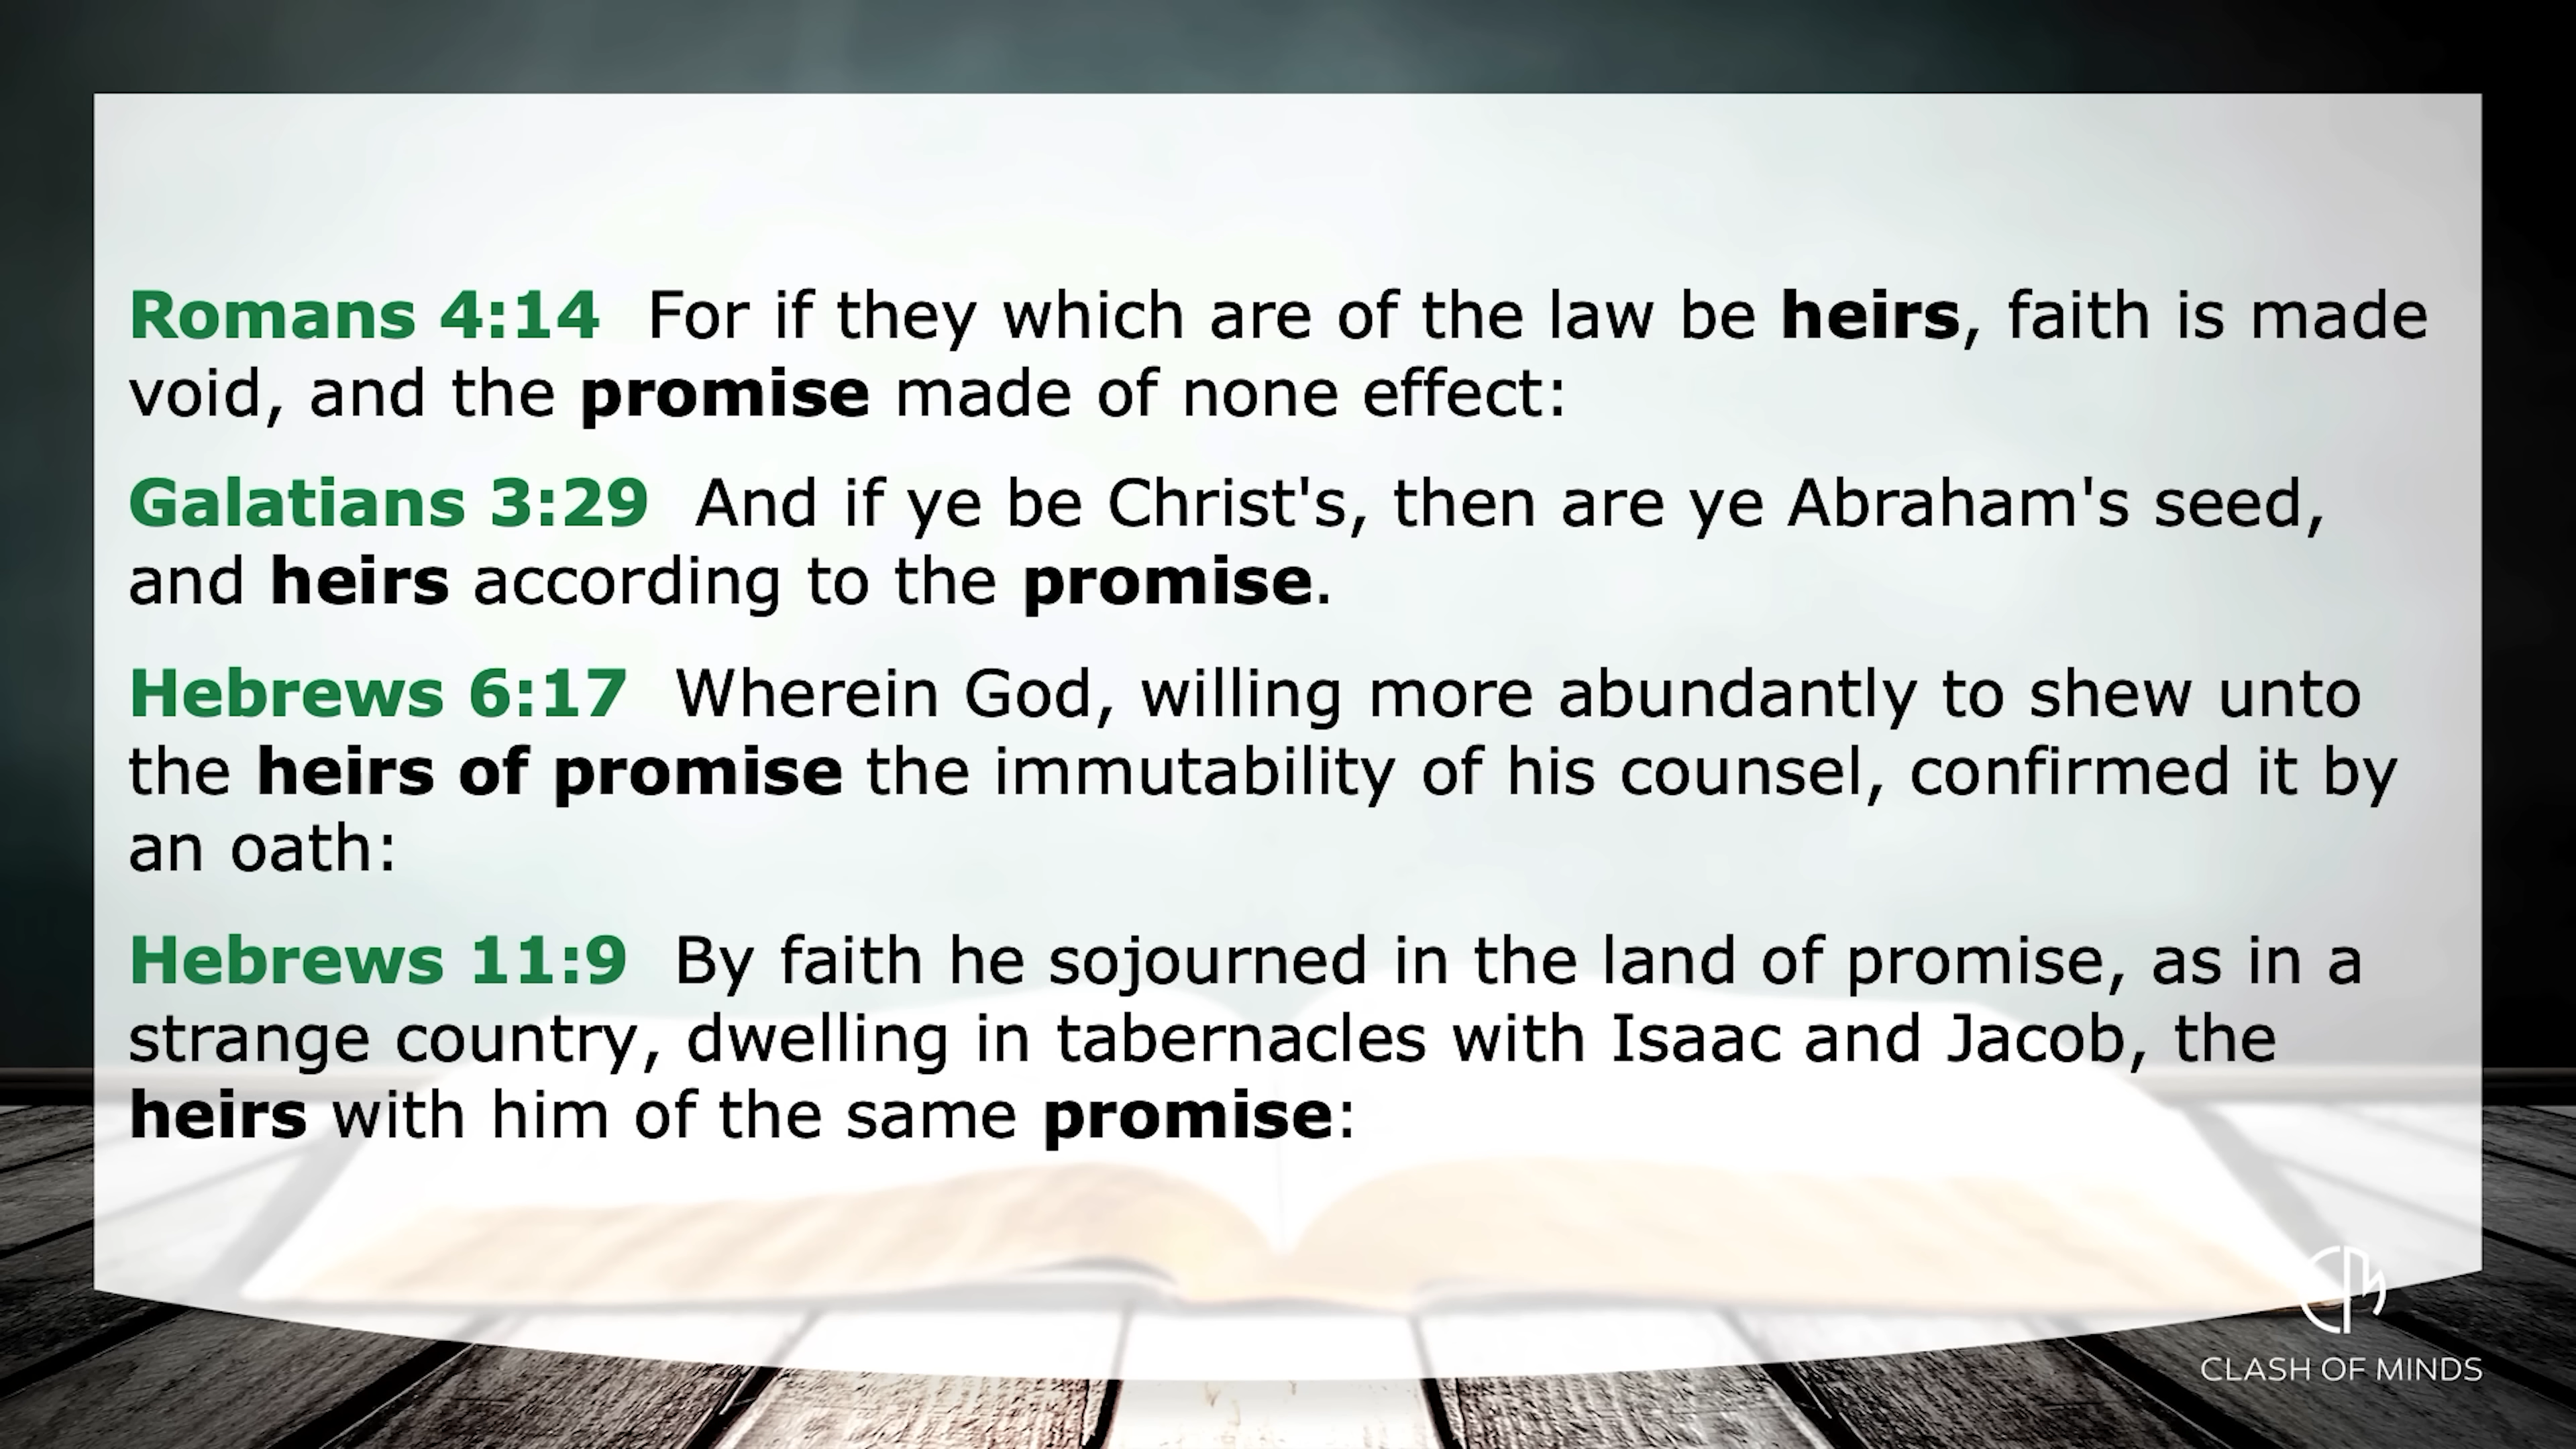 Romans 4:14  For if they which are of the law be heirs, faith is made
void, and the promise made of none effect:
Galatians 3:29  And if ye be Christ's, then are ye Abraham's seed,
and heirs according to the promise.
Hebrews 6:17  Wherein God, willing more abundantly to shew unto
the heirs of promise the immutability of his counsel, confirmed it by
an oath:
Hebrews 11:9  By faith he sojourned in the land of promise, as in a
strange country, dwelling in tabernacles with Isaac and Jacob, the
heirs with him of the same promise:
CLASH OF MINDS